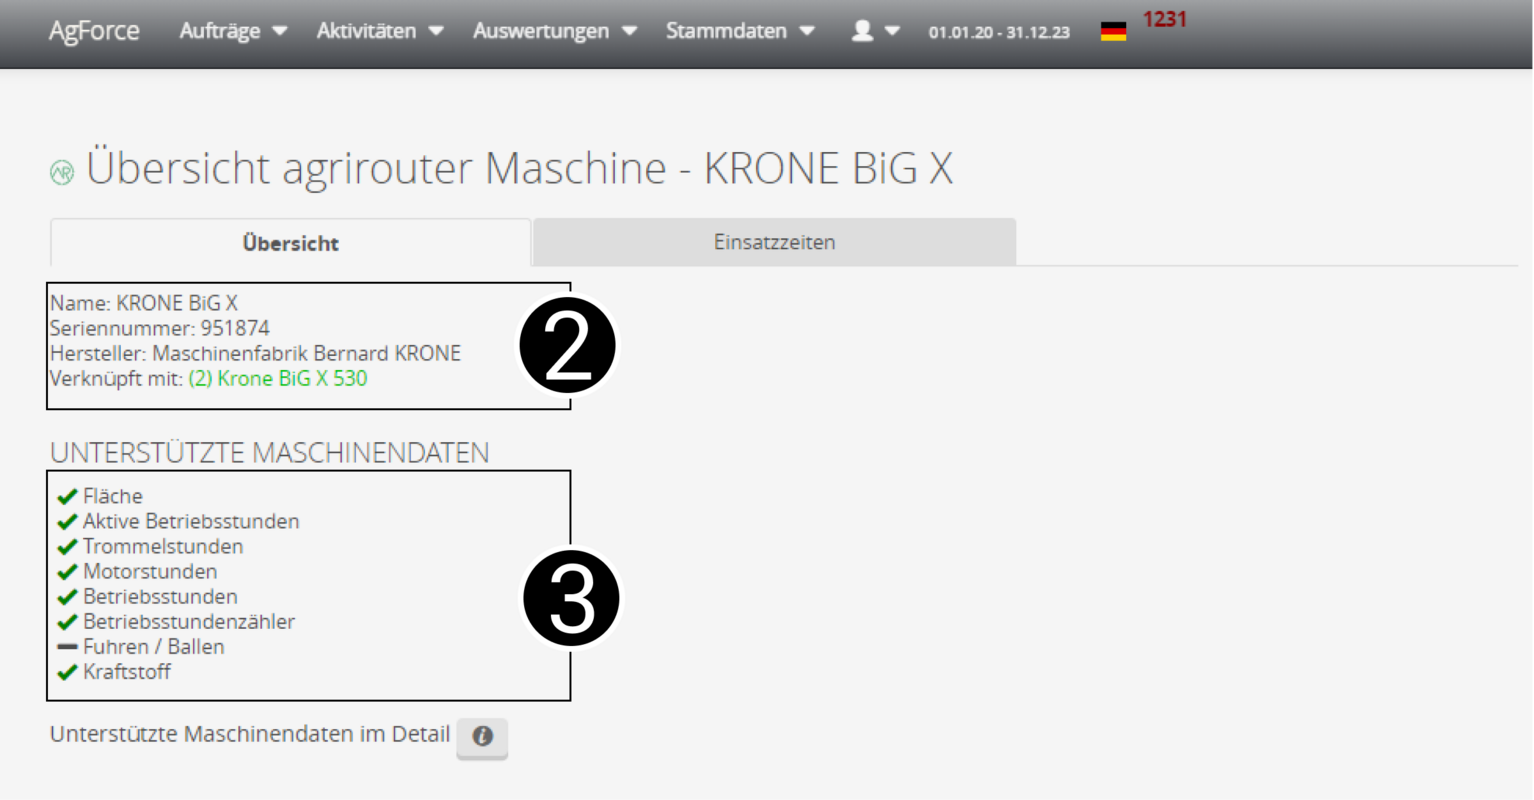 AgForce Aufträge Aktivitäten Auswertungen Stammdaten 01.01.20 - 31.12.23 1231
AR Übersicht agrirouter Maschine - KRONE BiG X
Übersicht Einsatzzeiten
Name: KRONE BiG X
Seriennummer: 951874
Hersteller: Maschinenfabrik Bernard KRONE
Verknüpft mit: (2) Krone BiG X 530
2
UNTERSTÜTZTE MASCHINENDATEN
Fläche
Aktive Betriebsstunden
Trommelstunden
Motorstunden
Betriebsstunden
Betriebsstundenzähler
Fuhren / Ballen
Kraftstoff
3
Unterstützte Maschinendaten im Detail i